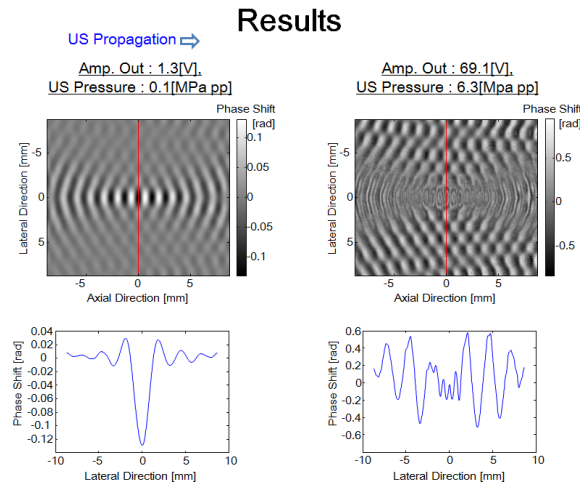 Results
US Propagation
Amp. Out : 1.3[V],
US Pressure : 0.1[MPa pp]
Phase Shift
[rad]
0.1
0.05
0
-0.05
-0.1
-5
0
5
Lateral Direction [mm]
-5
0
5
Axial Direction [mm]
Amp. Out : 69.1[V],
US Pressure : 6.3[Mpa pp]
Phase Shift
[rad]
0.5
0
-0.5
-5
0
5
Lateral Direction [mm]
-5
0
5
Axial Direction [mm]
0.04
0.02
0
-0.02
-0.04
-0.06
-0.08
-0.1
-0.12
Phase Shift [rad]
-10
-5
0
5
10
Lateral Direction [mm]
0.6
0.4
0.2
0
0.2
0.4
-0.6
Phase Shift [rad]
-10
-5
0
5
10
Lateral Direction [mm]